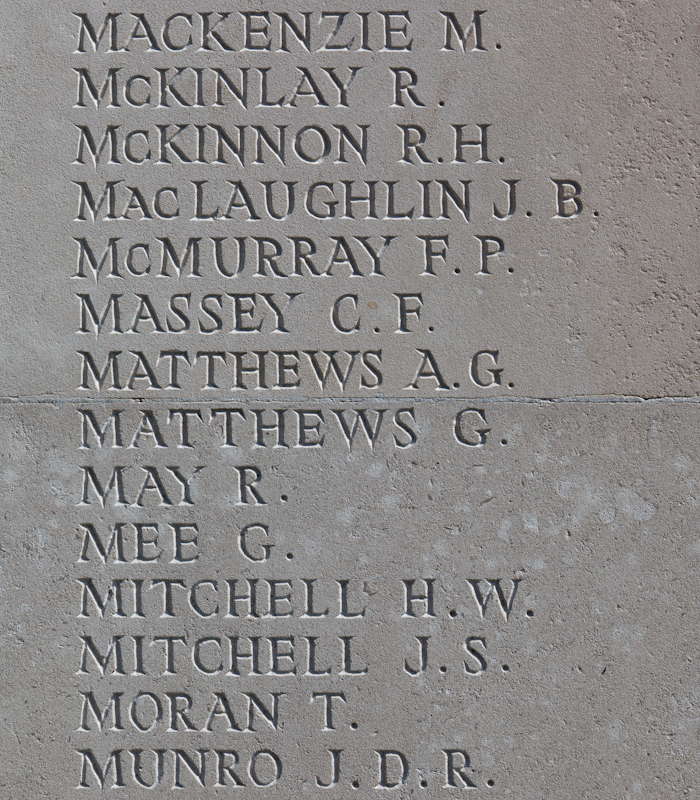 MACKENZIE M.
McKINLAY R.
McKINNON R.H.
MacLAUGHLIN J. B.
McMURRAY F. P.
MASSEY C. F.
MATTHEWS A.G.
MATTHEWS G.
MAY R.
MEE G.
MITCHELL H.W.
MITCHELL J.S.
MORAN T.
MUNRO J.D.R.